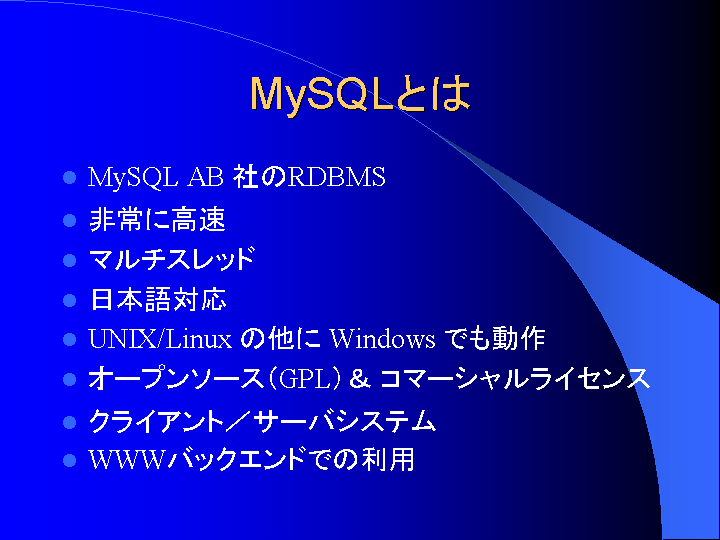 MySQLとは
MySQL AB 社のRDBMS
非常に高速
マルチスレッド
日本語対応
UNIX/Linux の他に Windows でも動作
オープンソース（GPL）＆ コマーシャルライセンス
クライアント／サーバシステム
WWWバックエンドでの利用